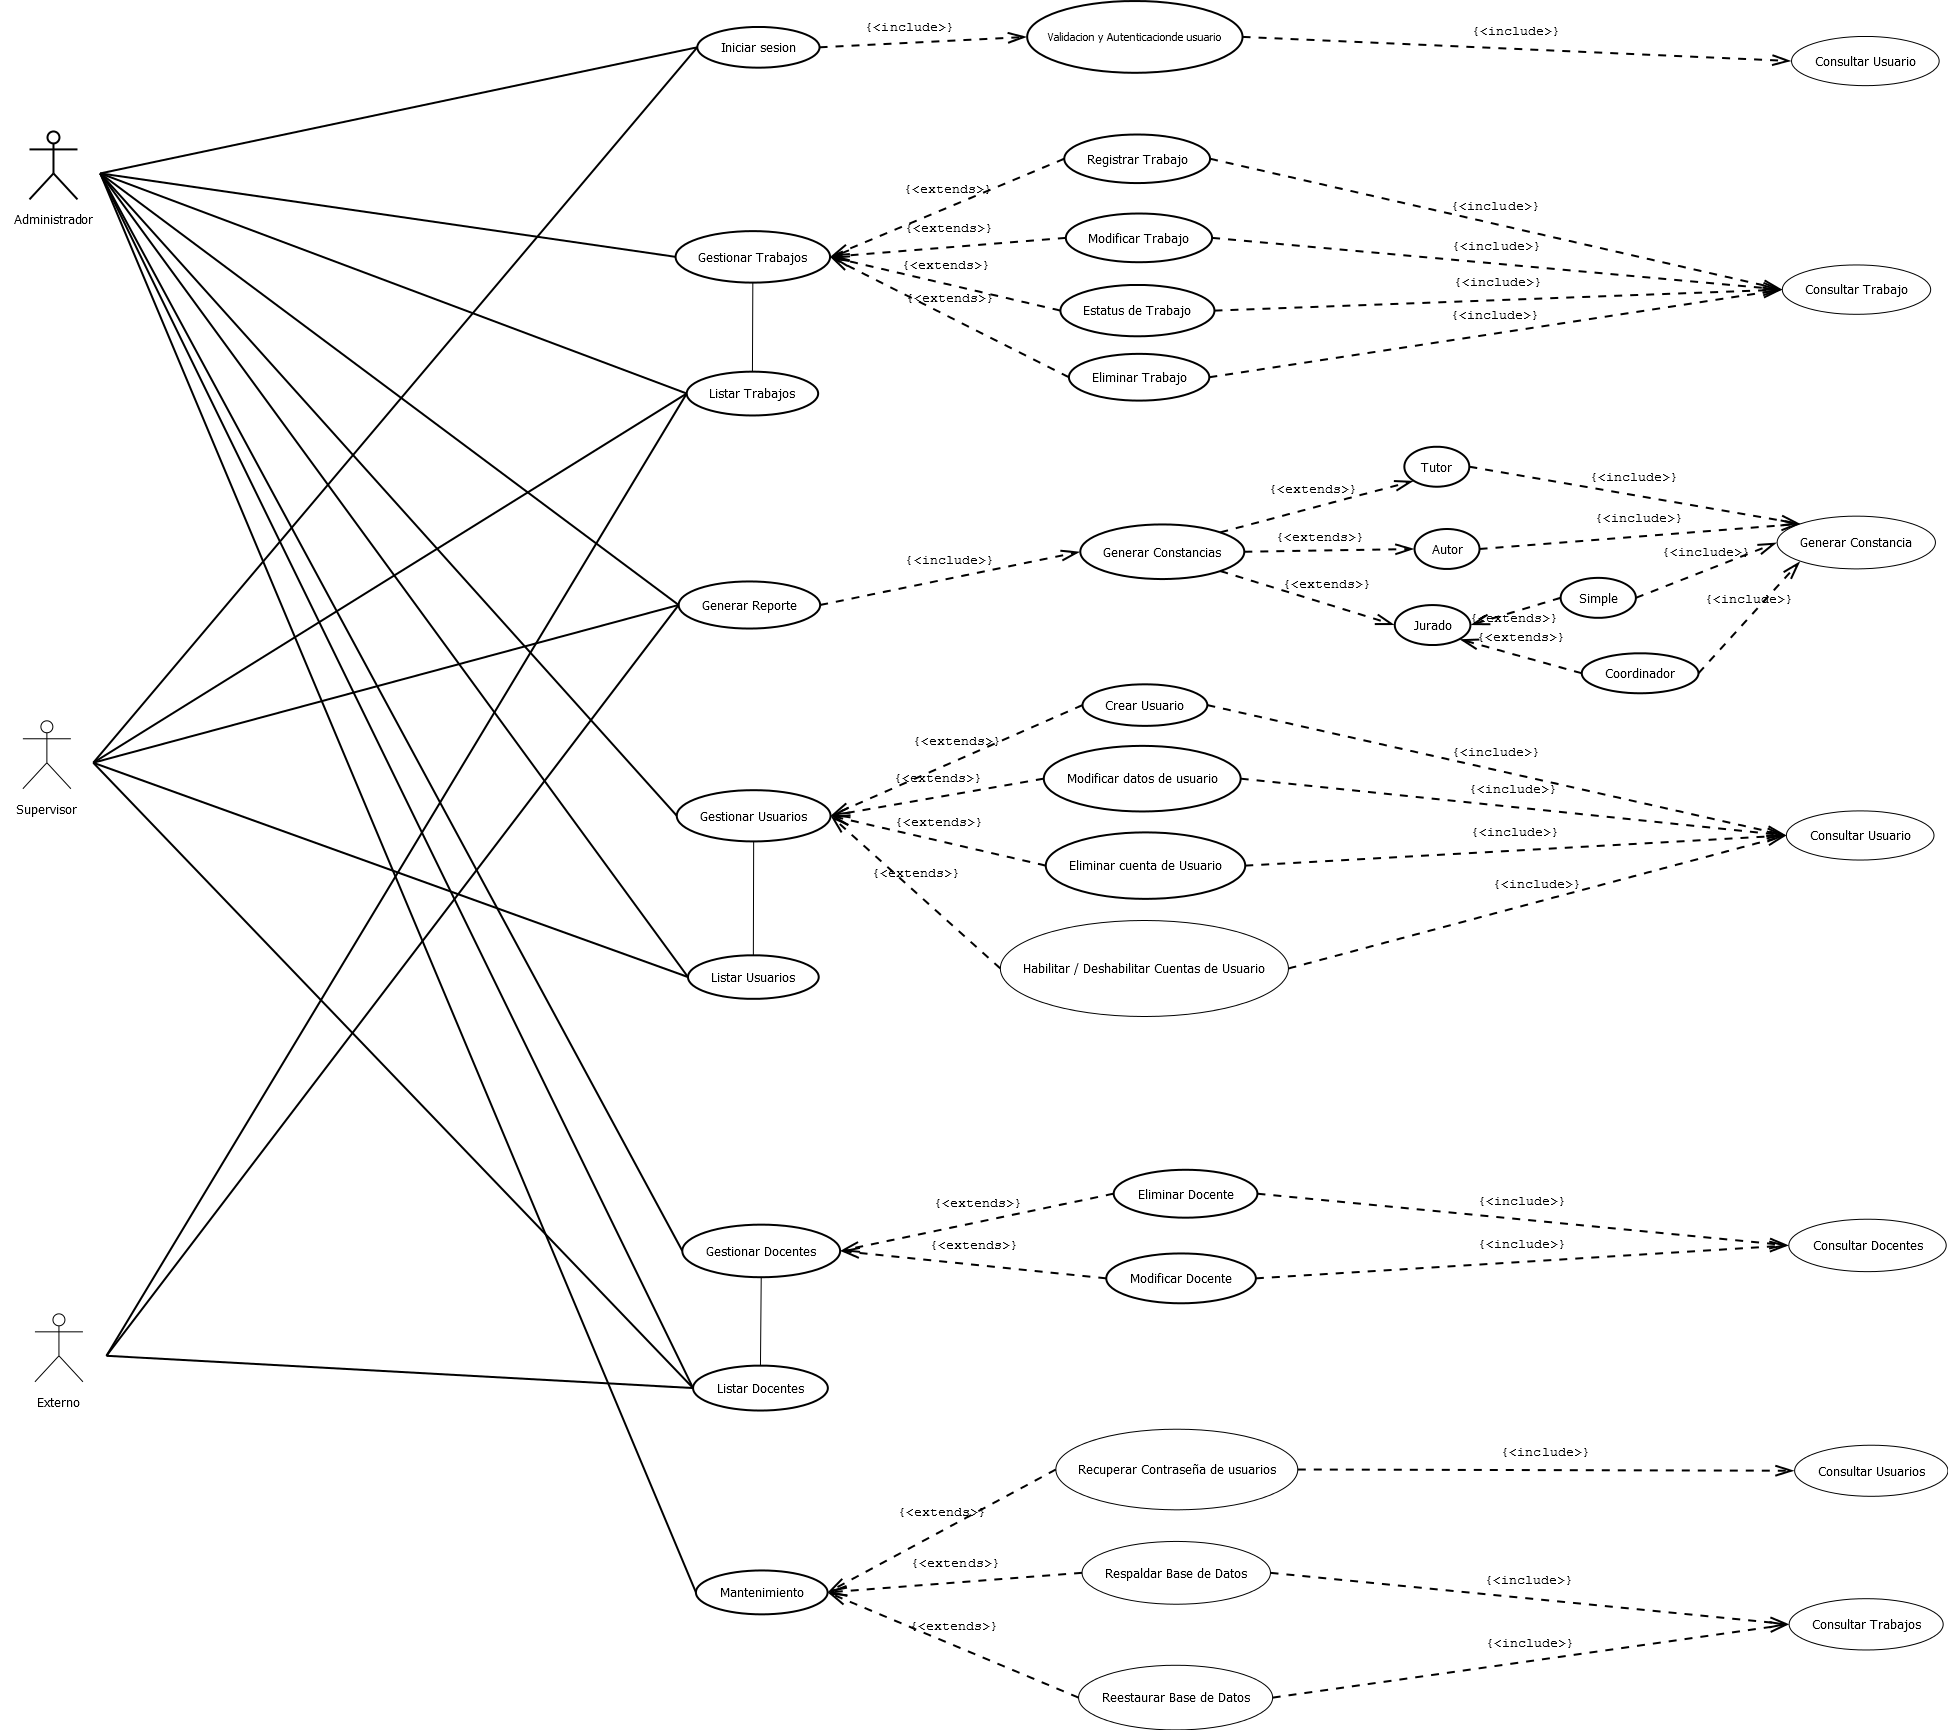 {<include>}
{<include>}
Iniciar sesion
Validacion y Autenticacionde usuario
Consultar Usuario
Administrador
Registrar Trabajo
{<extends>}
{<include>}
{<extends>}
Modificar Trabajo
{<include>}
Gestionar Trabajos
{<extends>}
{<include>}
Consultar Trabajo
{<extends>}
Estatus de Trabajo
{<include>}
Eliminar Trabajo
Listar Trabajos
Tutor
{<include>}
{<extends>}
{<include>}
{<extends>}
Autor
Generar Constancia
Generar Constancias
{<include>}
{<include>}
{<extends>}
Simple
{<include>}
Generar Reporte
{<extends>}
Jurado
{<extends>}
Coordinador
Crear Usuario
{<extends>}
{<include>}
{<extends>}
Modificar datos de usuario
{<include>}
Supervisor
Gestionar Usuarios
{<extends>}
{<include>}
Consultar Usuario
Eliminar cuenta de Usuario
{<extends>}
{<include>}
Habilitar / Deshabilitar Cuentas de Usuario
Listar Usuarios
Eliminar Docente
{<extends>}
{<include>}
{<extends>}
{<include>}
Gestionar Docentes
Consultar Docentes
Modificar Docente
Listar Docentes
Externo
{<include>}
Recuperar Contraseña de usuarios
Consultar Usuarios
{<extends>}
{<extends>}
Respaldar Base de Datos
{<include>}
Mantenimiento
{<extends>}
Consultar Trabajos
{<include>}
Reestaurar Base de Datos